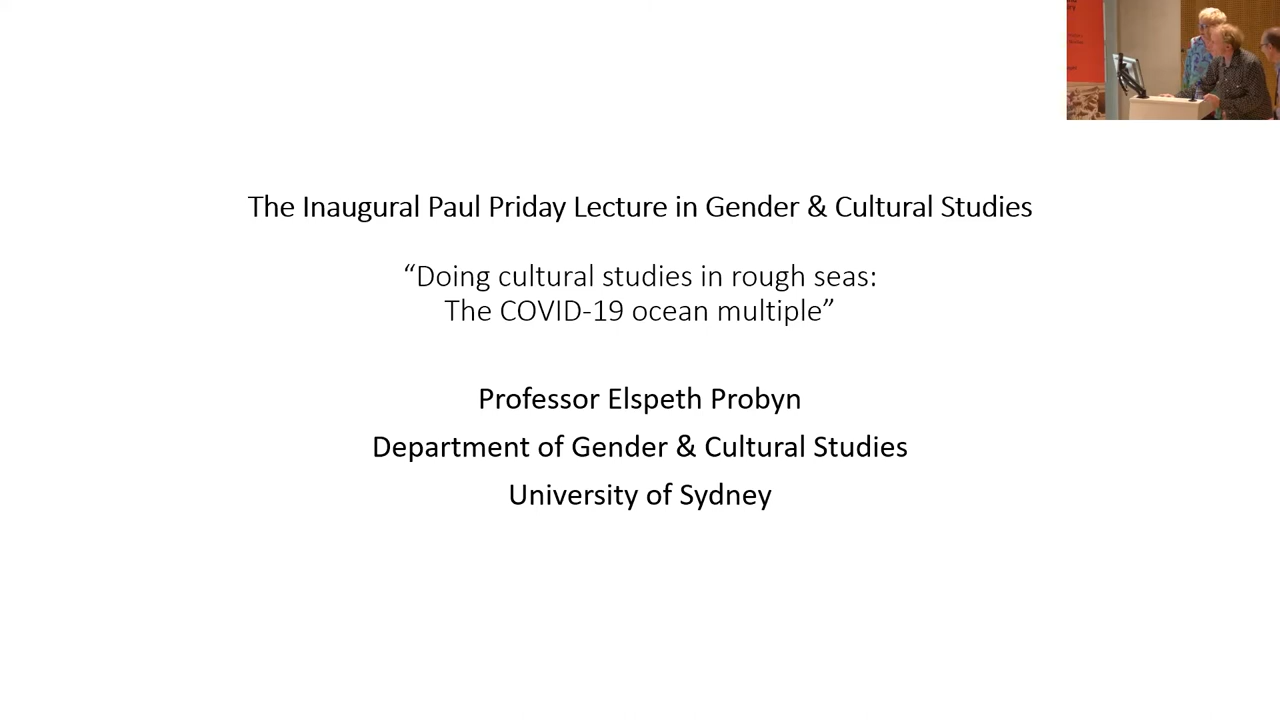 The Inaugural Paul Priday Lecture in Gender & Cultural Studies
“Doing cultural studies in rough seas:
The COVID-19 ocean multiple”
Professor Elspeth Probyn
Department of Gender & Cultural Studies
University of Sydney